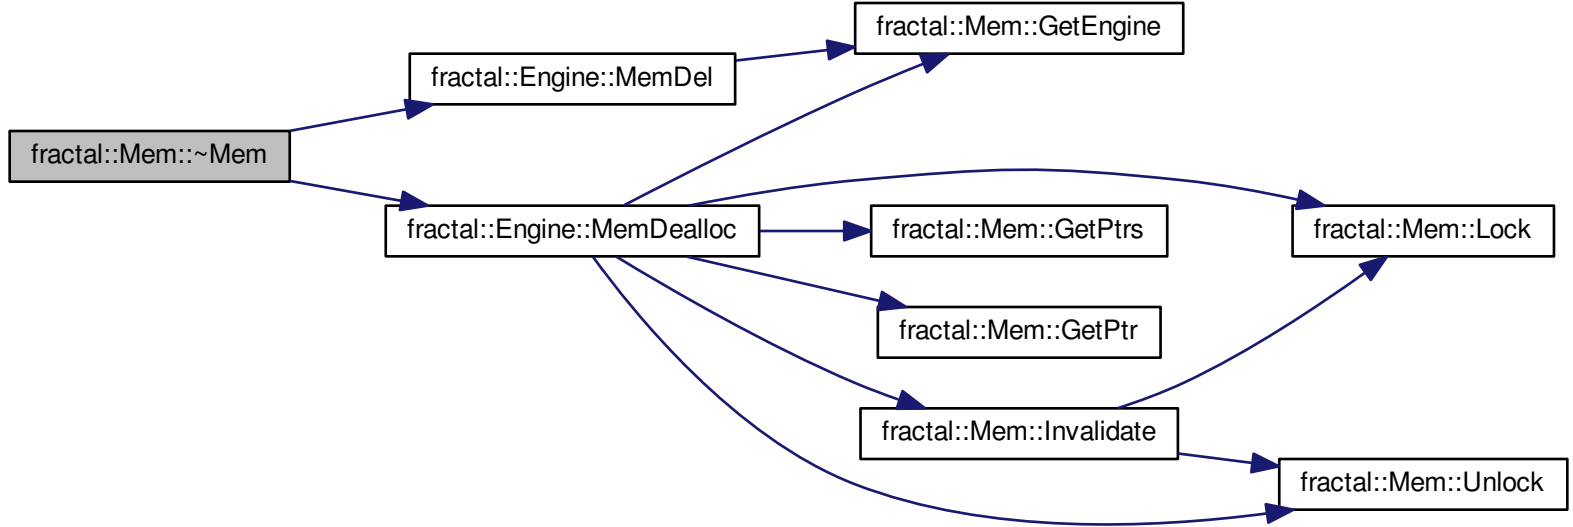 fractal::Mem::GetEngine
fractal::Engine::MemDel
fractal::Mem::~Mem
fractal::Engine::MemDealloc
fractal::Mem::GetPtrs
fractal::Mem::Lock
fractal::Mem::GetPtr
fractal::Mem::Invalidate
fractal::Mem::Unlock